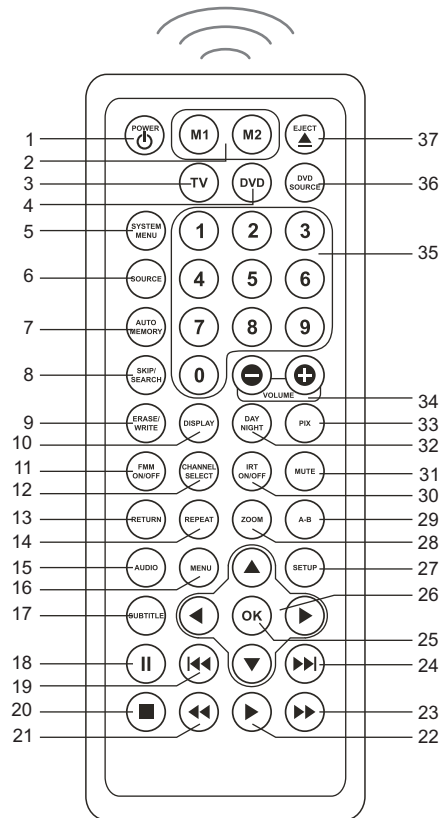 POWER
M1
M2
EJECT
1
37
2
3
TV
DVD
DVD
SOURCE
36
4
5
SYSTEM
MENU
1
2
3
35
6
SOURCE
4
5
6
7
AUTO
MEMORY
7
8
9
8
SKIP/
SEARCH
0
VOLUME
34
9
ERASE/
WRITE
DISPLAY
DAY
NIGHT
PIX
33
10
32
11
FMM
ON/OFF
CHANNEL
SELECT
IRT
ON/OFF
MUTE
31
12
30
13
RETURN
REPEAT
ZOOM
A-B
29
14
28
15
AUDIO
MENU
SETUP
27
16
26
17
SUBTITLE
OK
25
18
24
19
20
23
21
22